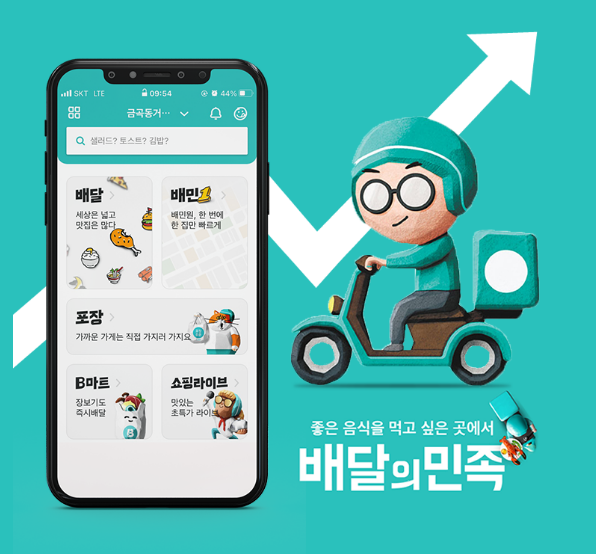 SKT LTE 09:54 44%
금곡동거…
샐러드? 토스트? 김밥?
배달
세상은 넓고
맛집은 많다
배민1
배민원, 한 번에
한 집만 빠르게
포장
가까운 가게는 직접 가지러 가지요
B마트
장보기도
즉시배달
쇼핑라이브
맛있는
초특가 라이브
좋은 음식을 먹고 싶은 곳에서
배달의민족